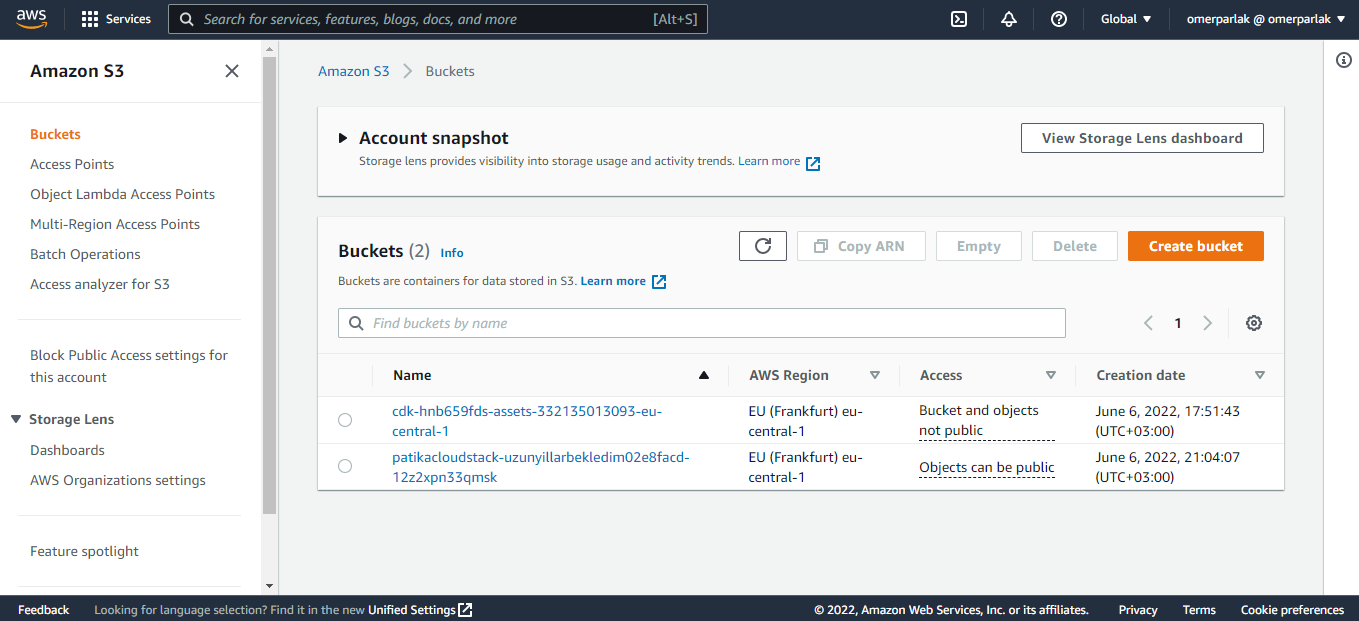 aws
Services
Search for services, features, blogs, docs, and more
[Alt+S]
Global
omerparlak @ omerparlak
Amazon S3
Buckets
Access Points
Object Lambda Access Points
Multi-Region Access Points
Batch Operations
Access analyzer for S3
Block Public Access settings for
this account
Storage Lens
Dashboards
AWS Organizations settings
Feature spotlight
Amazon S3
Buckets
Account snapshot
Storage lens provides visibility into storage usage and activity trends. Learn more
View Storage Lens dashboard
Buckets (2) Info
Buckets are containers for data stored in S3. Learn more
Copy ARN
Empty
Delete
Create bucket
Find buckets by name
1
Name
AWS Region
Access
Creation date
cdk-hnb659fds-assets-332135013093-eu-
central-1
EU (Frankfurt) eu-
central-1
Bucket and objects
not public
June 6, 2022, 17:51:43
(UTC+03:00)
patikacloudstack-uzunyillarbekledim02e8facd-
12z2xpn33qmsk
EU (Frankfurt) eu-
central-1
Objects can be public
June 6, 2022, 21:04:07
(UTC+03:00)
Feedback
Looking for language selection? Find it in the new Unified Settings
© 2022, Amazon Web Services, Inc. or its affiliates.
Privacy
Terms
Cookie preferences